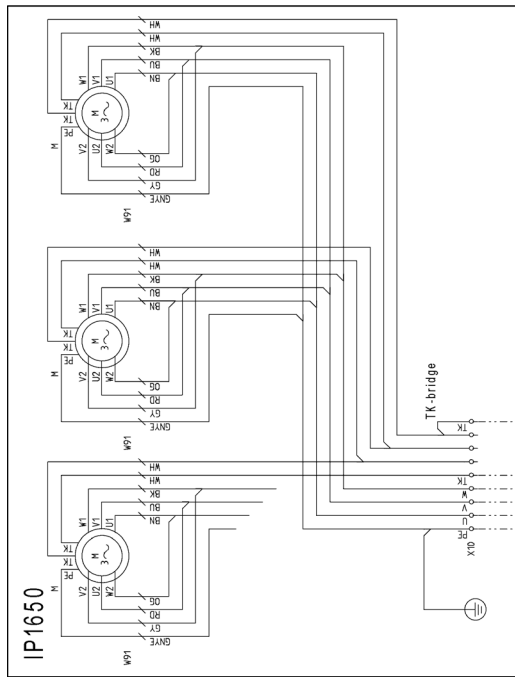 IP1650
WH
WH
BK
BU
BN
W1
V1
U1
TK
TK
PE
M
M
3~
V2
U2
W2
OG
RD
GY
GNYE
W91
WH
WH
BK
BU
BN
W1
V1
U1
TK
TK
PE
M
M
3~
V2
U2
W2
OG
RD
GY
GNYE
W91
WH
WH
BK
BU
BN
W1
V1
U1
TK
TK
PE
M
M
3~
V2
U2
W2
OG
RD
GY
GNYE
W91
TK-bridge
TK
TK
W
V
U
PE
X10